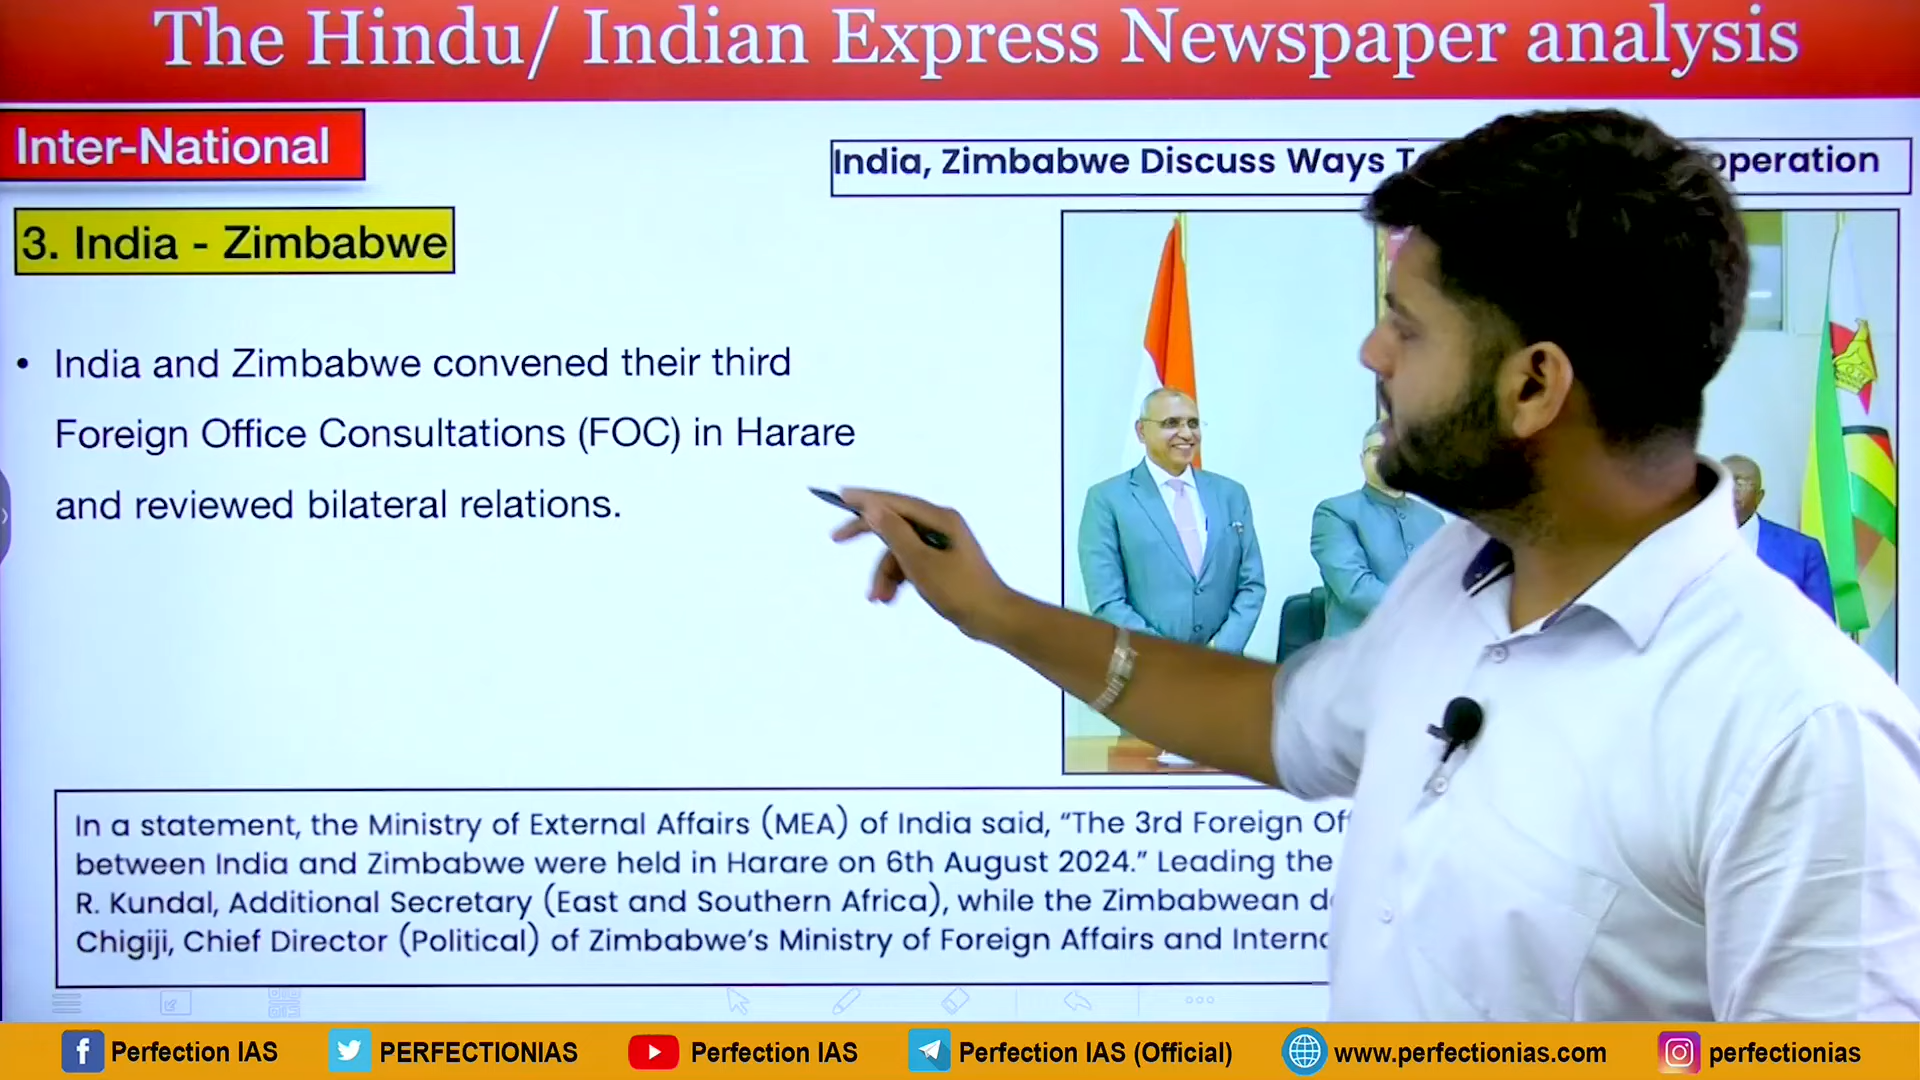 The Hindu/ Indian Express Newspaper analysis
Inter-National
India, Zimbabwe Discuss Ways operation
3. India - Zimbabwe
• India and Zimbabwe convened their third
Foreign Office Consultations (FOC) in Harare
and reviewed bilateral relations.
In a statement, the Ministry of External Affairs (MEA) of India said, “The 3rd Foreign Of
between India and Zimbabwe were held in Harare on 6th August 2024.” Leading the
R. Kundal, Additional Secretary (East and Southern Africa), while the Zimbabwean d
Chigiji, Chief Director (Political) of Zimbabwe’s Ministry of Foreign Affairs and Intern
Perfection IAS PERFECTIONIAS Perfection IAS Perfection IAS (Official) www.perfectionias.com perfectionias